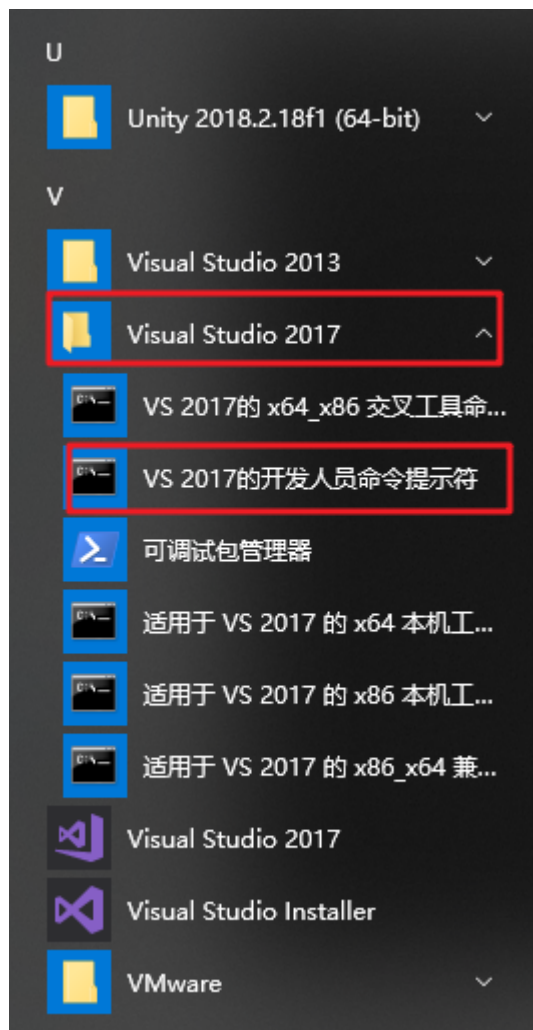 U
Unity 2018.2.18f1 (64-bit)
V
Visual Studio 2013
Visual Studio 2017
VS 2017的 x64_x86 交叉工具命...
VS 2017的开发人员命令提示符
可调试包管理器
适用于 VS 2017 的 x64 本机工...
适用于 VS 2017 的 x86 本机工...
适用于 VS 2017 的 x86_x64 兼...
Visual Studio 2017
Visual Studio Installer
VMware